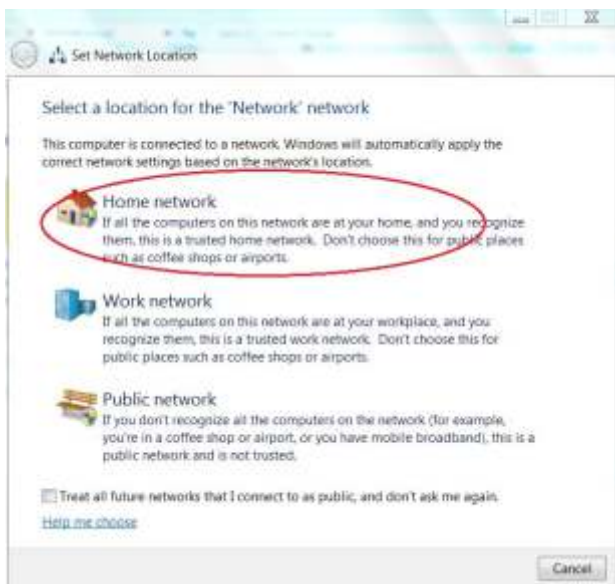 Set Network Location
Select a location for the 'Network' network
This computer is connected to a network. Windows will automatically apply the
correct network settings based on the network's location.
Home network
If all the computers on this network are at your home, and you recognize
them, this is a trusted home network. Don't choose this for public places
such as coffee shops or airports.
Work network
If all the computers on this network are at your workplace, and you
recognize them, this is a trusted work network. Don't choose this for
public places such as coffee shops or airports.
Public network
If you don't recognize all the computers on the network (for example,
you're in a coffee shop or airport, or you have mobile broadband), this is a
public network and is not trusted.
Treat all future networks that I connect to as public, and don't ask me again.
Help me choose
Cancel